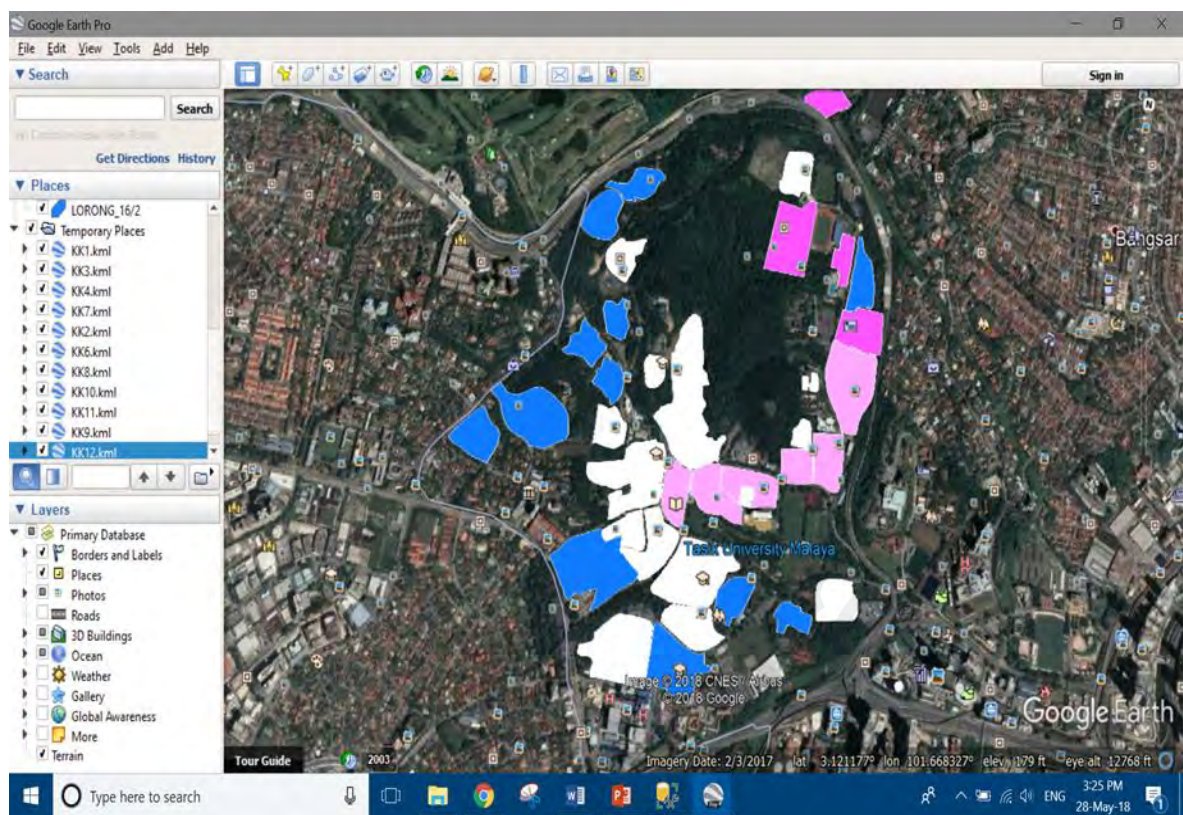 Google Earth Pro
File Edit View Tools Add Help
Search
Sign in
Search
Get Directions History
Places
LORONG_16/2
Temporary Places
KK1.kml
KK3.kml
KK4.kml
KK7.kml
KK2.kml
KK6.kml
KK8.kml
KK10.kml
KK11.kml
KK9.kml
KK12.kml
Layers
Primary Database
Borders and Labels
Places
Photos
Roads
3D Buildings
Ocean
Weather
Gallery
Global Awareness
More
Terrain
N
Bangsar
Tasik University Malaya
Image © 2018 CNES / Airbus
© 2018 Google
Google Earth
Tour Guide
2003
Imagery Date: 2/3/2017 lat 3.121177° lon 101.668327° elev 179 ft eye alt 12768 ft
Type here to search
ENG
3:25 PM
28-May-18
1